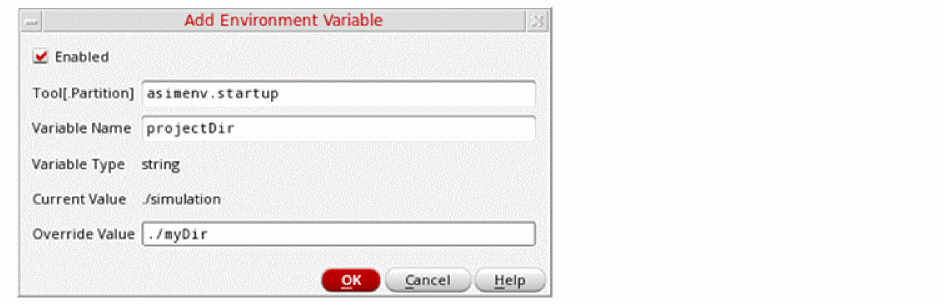 Add Environment Variable
Enabled
Tool[.Partition] asimenv.startup
Variable Name projectDir
Variable Type string
Current Value ./simulation
Override Value ./myDir
OK Cancel Help